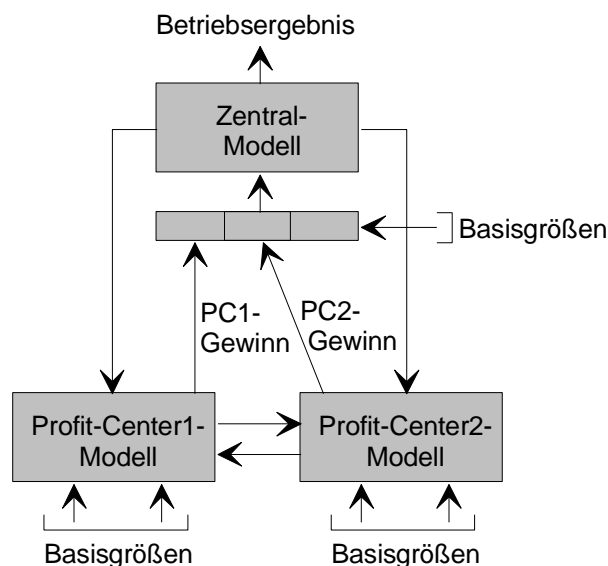 Betriebsergebnis
Zentral-
Modell
Basisgrößen
PC1-
Gewinn
PC2-
Gewinn
Profit-Center1-
Modell
Profit-Center2-
Modell
Basisgrößen
Basisgrößen